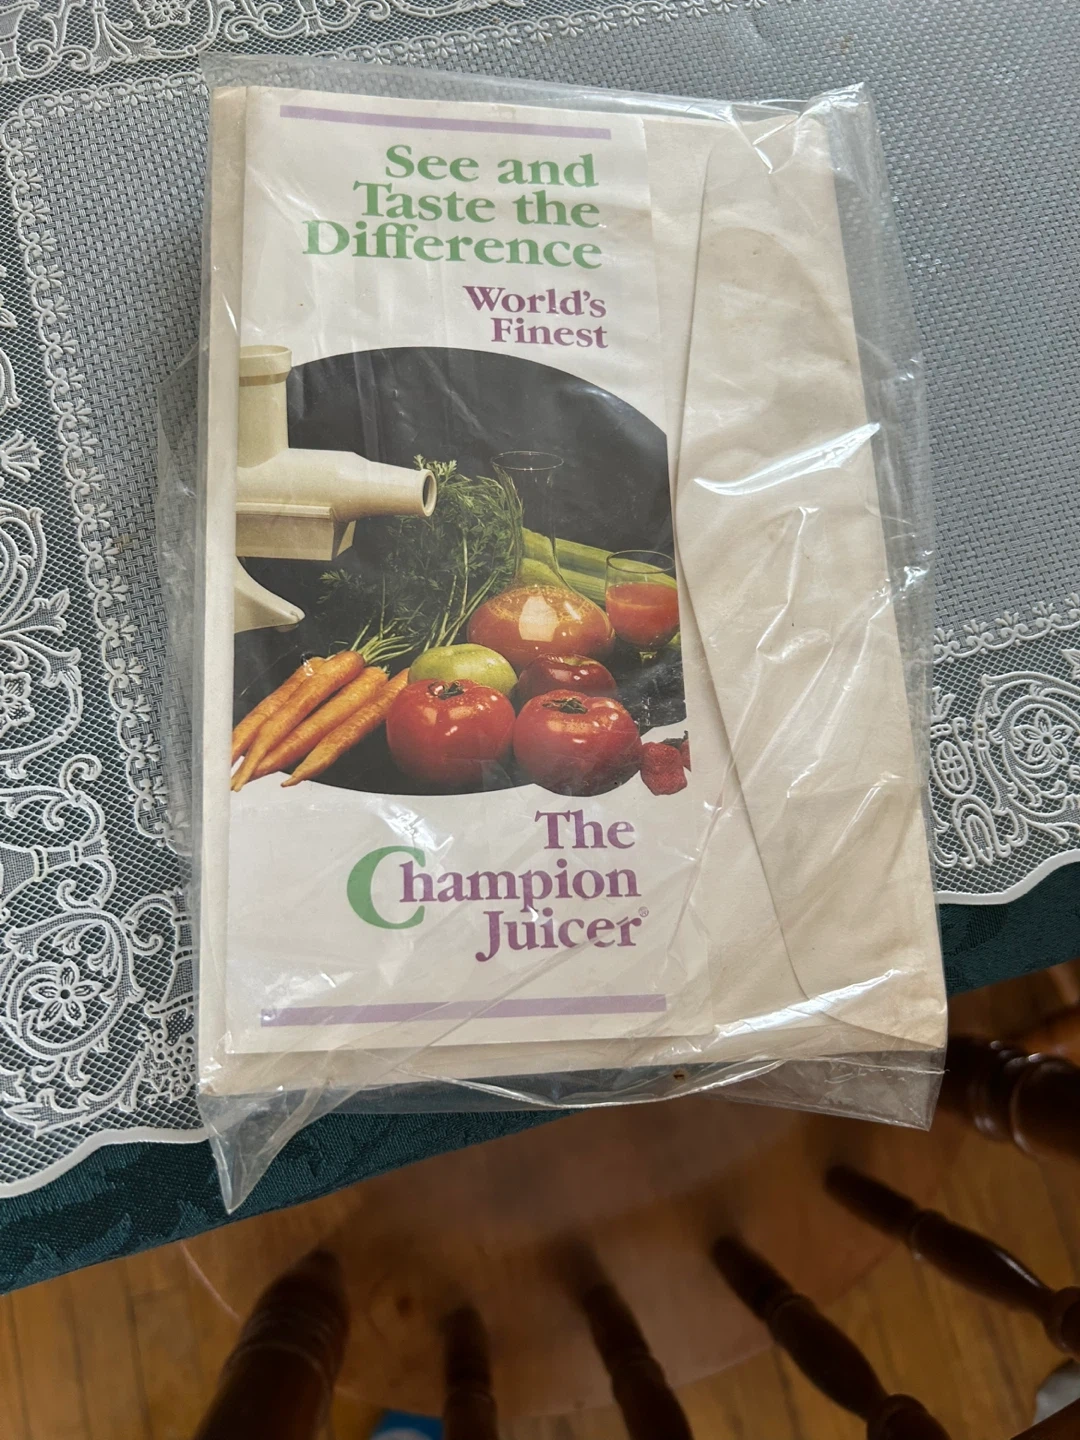 See and
Taste the
Difference
World's
Finest
The
Champion
Juicer®